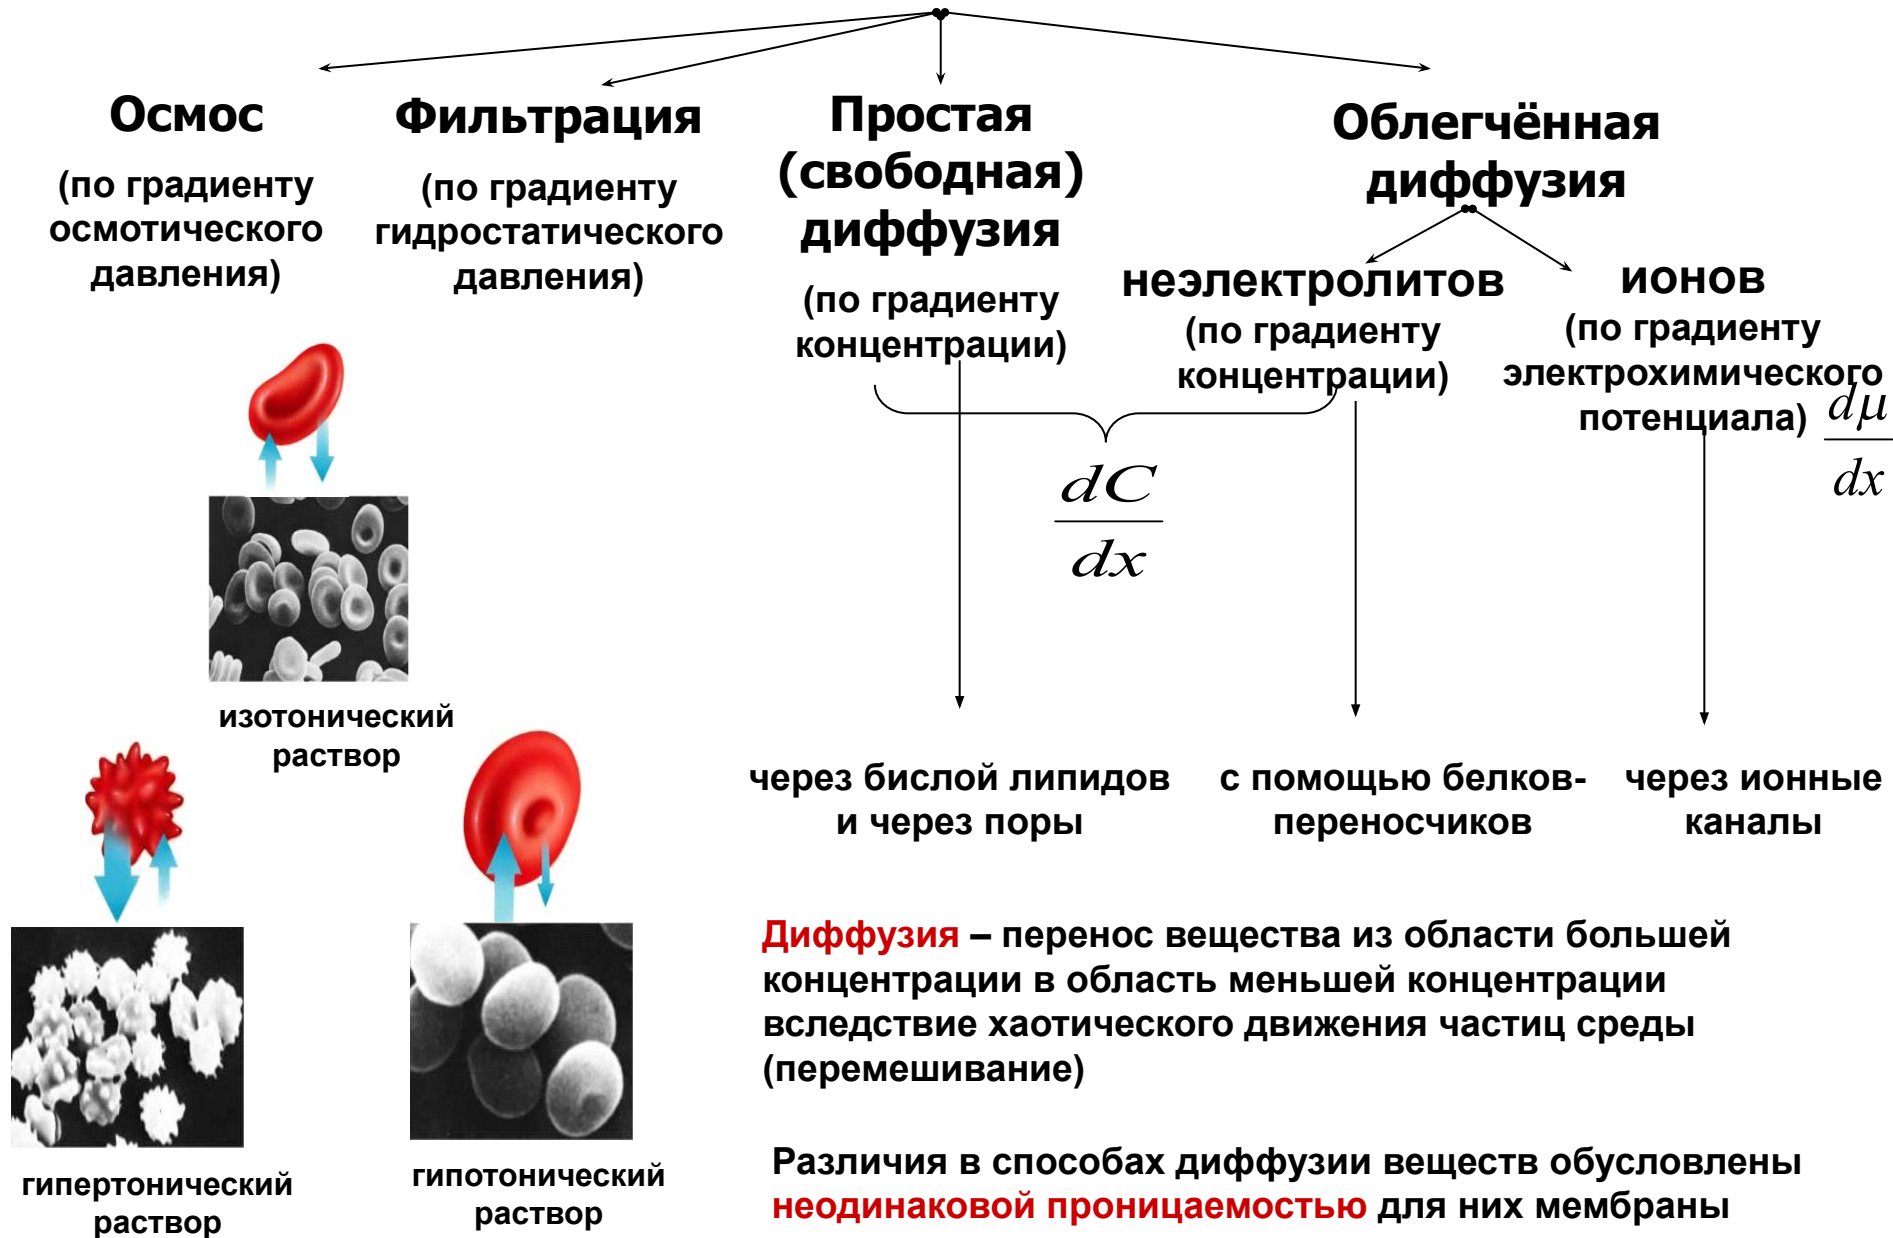 Осмос
(по градиенту
осмотического
давления)
Фильтрация
(по градиенту
гидростатического
давления)
Простая
(свободная)
диффузия
(по градиенту
концентрации)
Облегчённая
диффузия
неэлектролитов
(по градиенту
концентрации)
ионов
(по градиенту
электрохимического
потенциала)
dμ
dx
dC
dx
изотонический
раствор
через бислой липидов
и через поры
с помощью белков-
переносчиков
через ионные
каналы
Диффузия – перенос вещества из области большей
концентрации в область меньшей концентрации
вследствие хаотического движения частиц среды
(перемешивание)
гипертонический
раствор
гипотонический
раствор
Различия в способах диффузии веществ обусловлены
неодинаковой проницаемостью для них мембраны